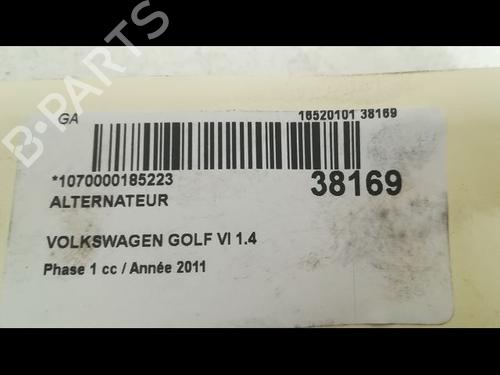 GA
16520101 38169
*1070000185223
38169
ALTERNATEUR
VOLKSWAGEN GOLF VI 1.4
Phase 1 cc / Année 2011
B-PARTS